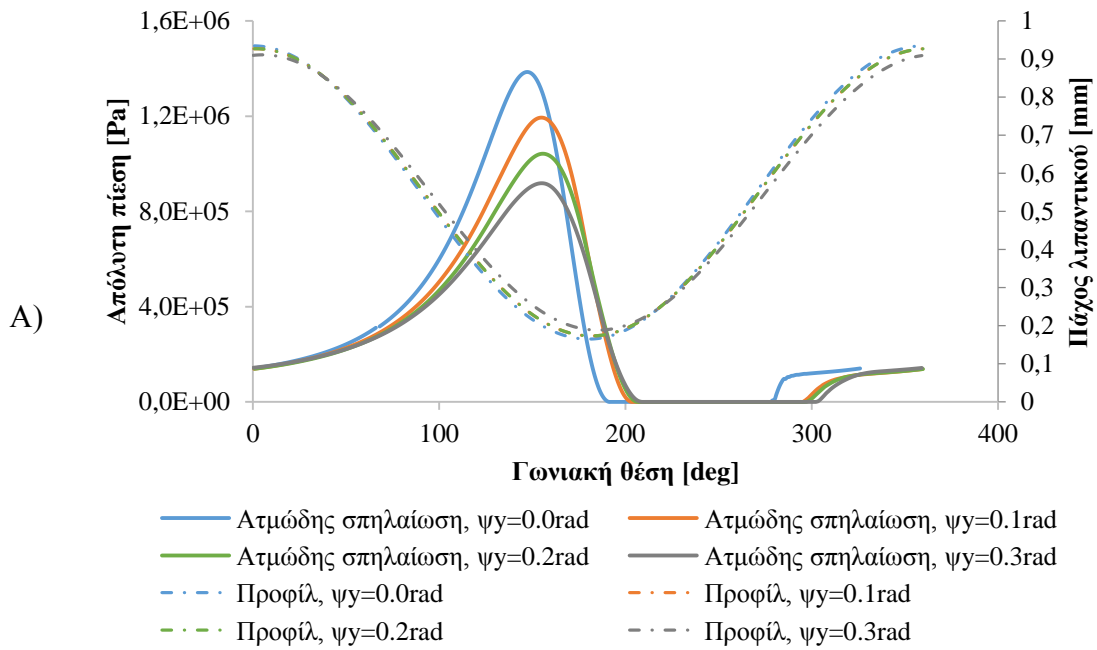 1,6E+06
1,2E+06
8,0E+05
4,0E+05
0,0E+00
Απόλυτη πίεση [Pa]
A)
1
0,9
0,8
0,7
0,6
0,5
0,4
0,3
0,2
0,1
0
Πάχος λιπαντικού [mm]
0 100 200 300 400
Γωνιακή θέση [deg]
Ατμώδης σπηλαίωση, ψy=0.0rad Ατμώδης σπηλαίωση, ψy=0.1rad
Ατμώδης σπηλαίωση, ψy=0.2rad Ατμώδης σπηλαίωση, ψy=0.3rad
Προφίλ, ψy=0.0rad Προφίλ, ψy=0.1rad
Προφίλ, ψy=0.2rad Προφίλ, ψy=0.3rad